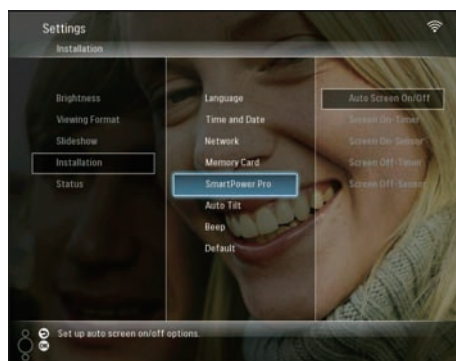 Settings
Installation
Brightness
Viewing Format
Slideshow
Installation
Status
Language
Time and Date
Network
Memory Card
SmartPower Pro
Auto Tilt
Beep
Default
Auto Screen On/Off
Screen On-Timer
Screen On-Sensor
Screen Off-Timer
Screen Off-Sensor
Set up auto screen on/off options.
OK